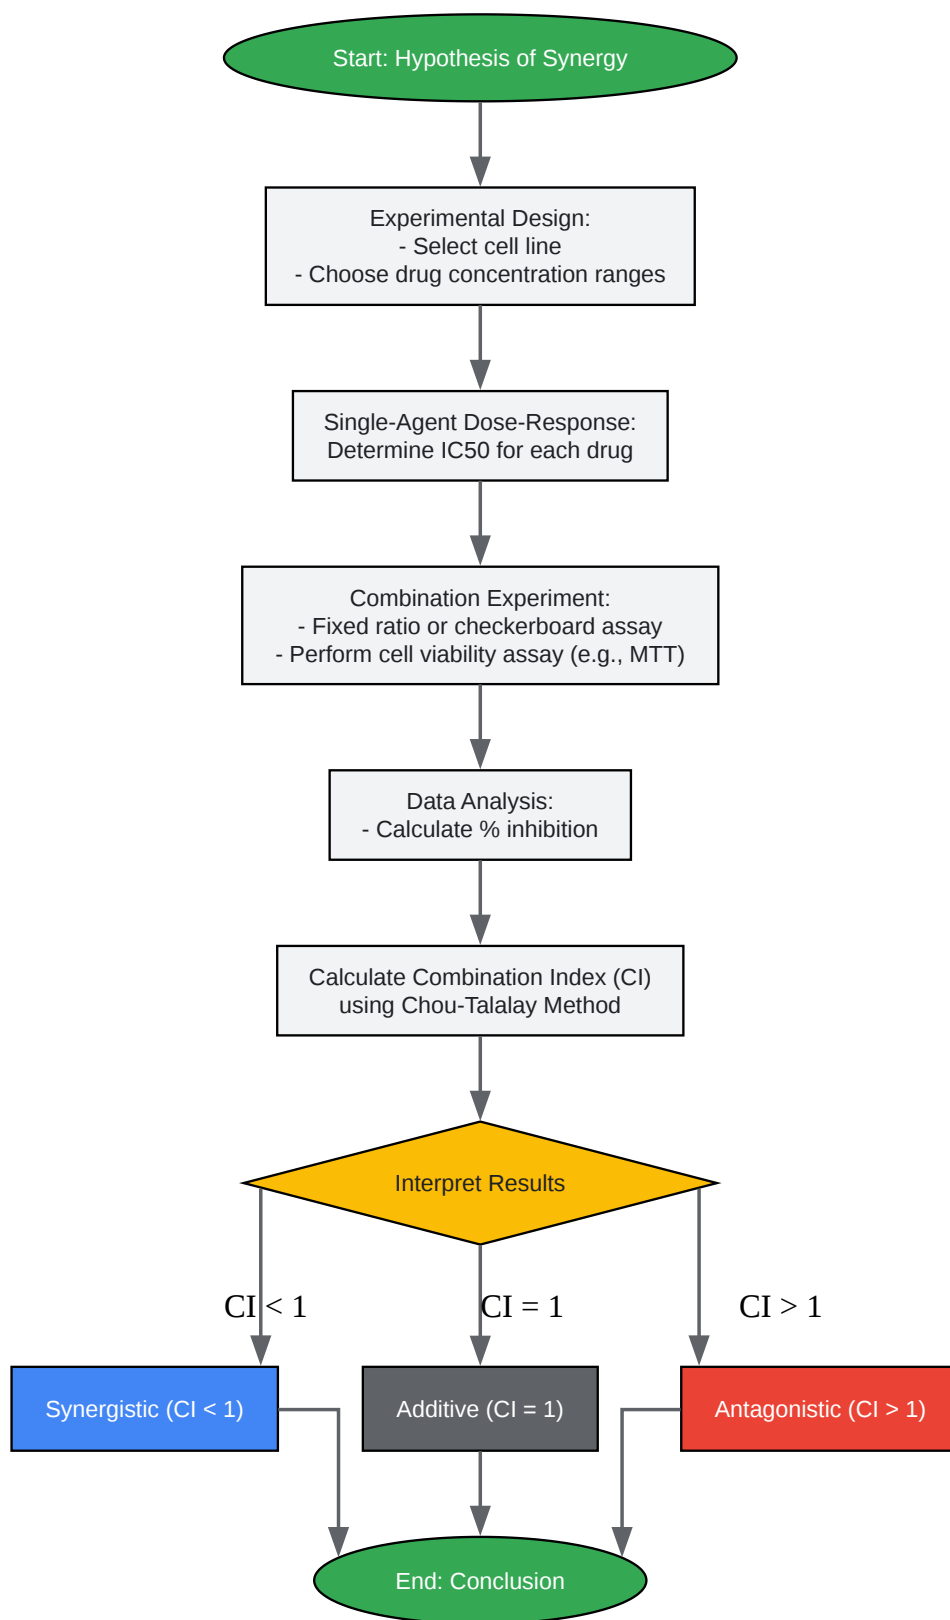 Start: Hypothesis of Synergy
Experimental Design:
- Select cell line
- Choose drug concentration ranges
Single-Agent Dose-Response:
Determine IC50 for each drug
Combination Experiment:
- Fixed ratio or checkerboard assay
- Perform cell viability assay (e.g., MTT)
Data Analysis:
- Calculate % inhibition
Calculate Combination Index (CI)
using Chou-Talalay Method
Interpret Results
CI < 1
CI = 1
CI > 1
Synergistic (CI < 1)
Additive (CI = 1)
Antagonistic (CI > 1)
End: Conclusion